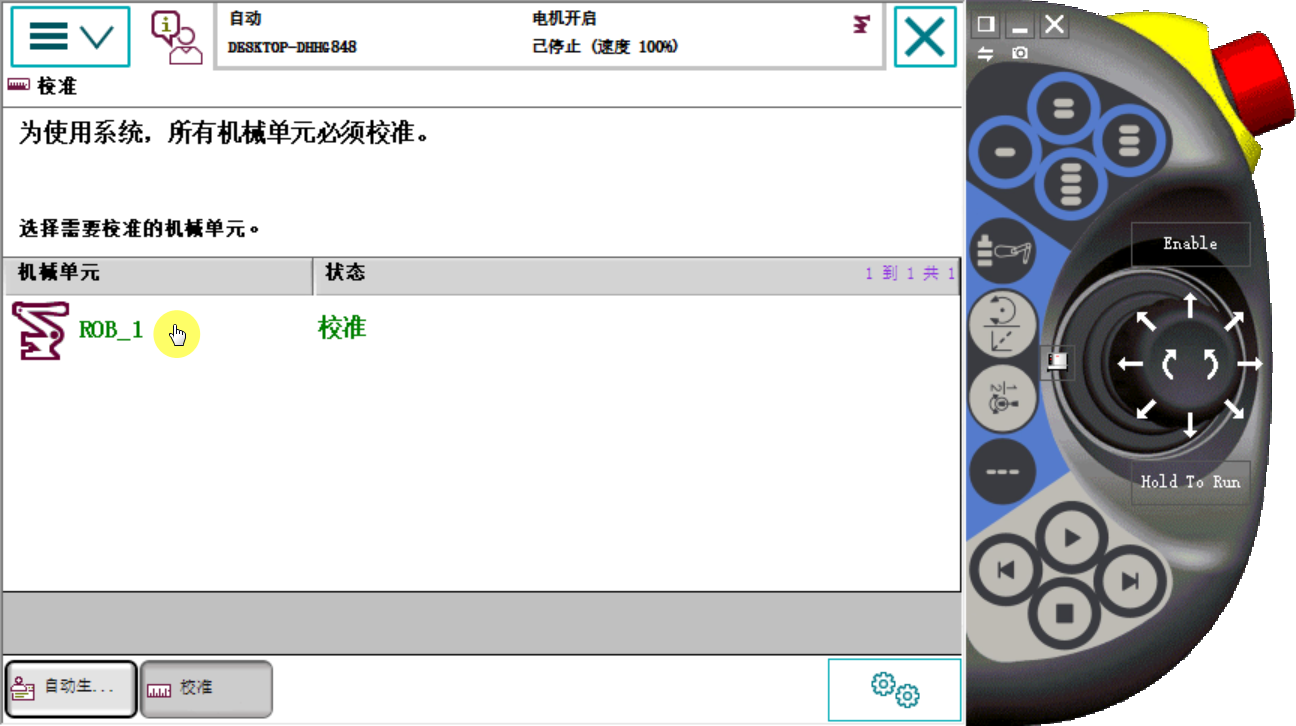 自动
DESKTOP-DHHG848
电机开启
已停止 (速度 100%)
校准
为使用系统，所有机械单元必须校准。
选择需要校准的机械单元。
机械单元
状态
1 到 1 共 1
ROB_1
校准
自动生...
校准
Enable
Hold To Run